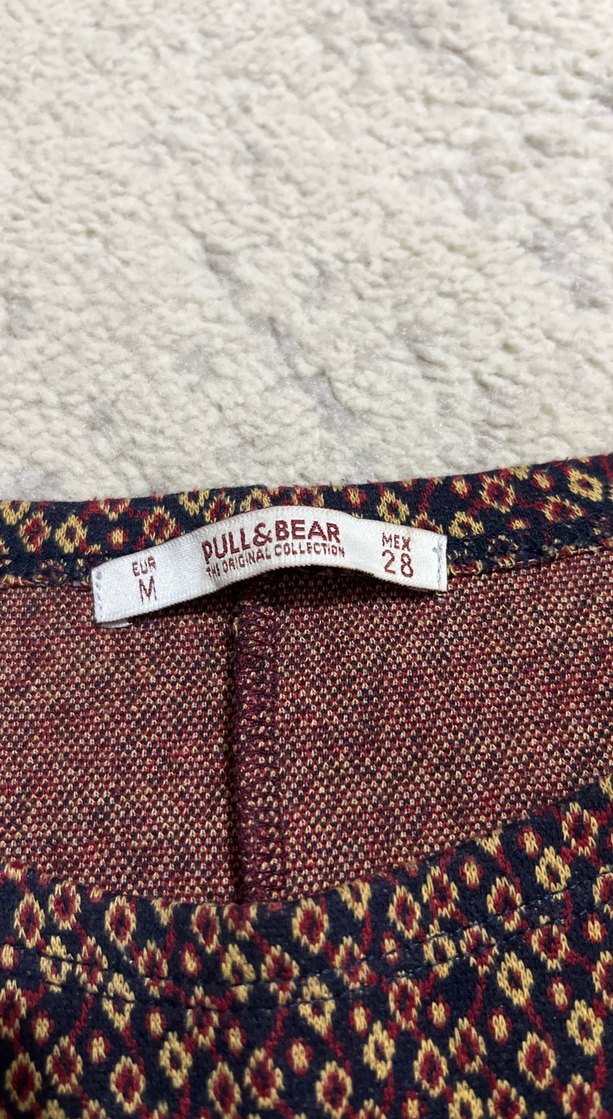 EUR
M
PULL&BEAR
THE ORIGINAL COLLECTION
MEX
28